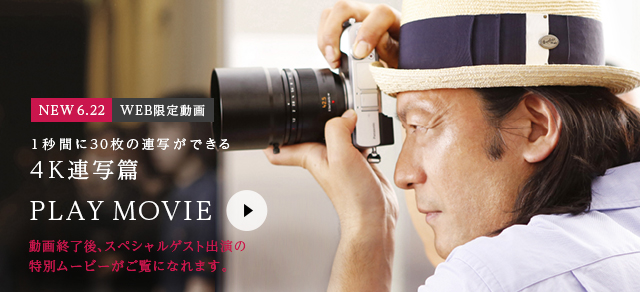 NEW 6.22 WEB限定動画
1秒間に30枚の連写ができる
4K連写篇
PLAY MOVIE
動画終了後、スペシャルゲスト出演の
特別ムービーがご覧になれます。